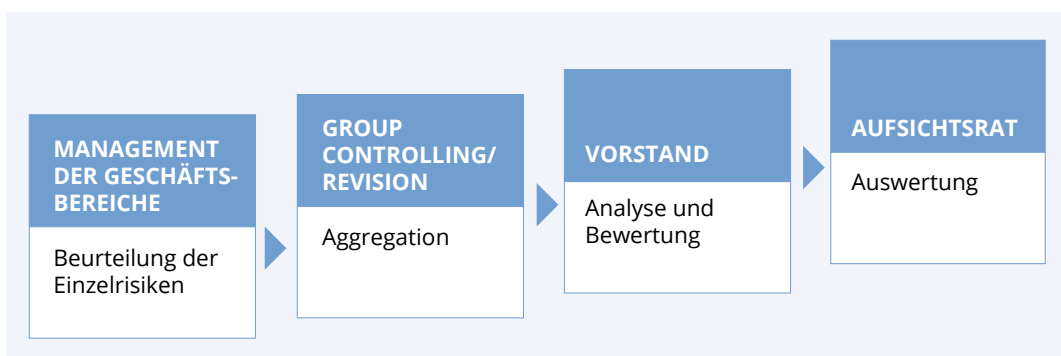 MANAGEMENT
DER GESCHÄFTS-
BEREICHE
Beurteilung der
Einzelrisiken
GROUP
CONTROLLING/
REVISION
Aggregation
VORSTAND
Analyse und
Bewertung
AUFSICHTSRAT
Auswertung